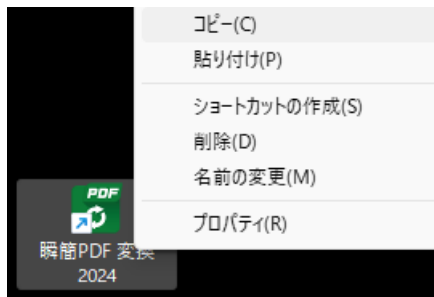 コピー(C)
貼り付け(P)
ショートカットの作成(S)
削除(D)
名前の変更(M)
プロパティ(R)
PDF
瞬簡PDF 変換
2024